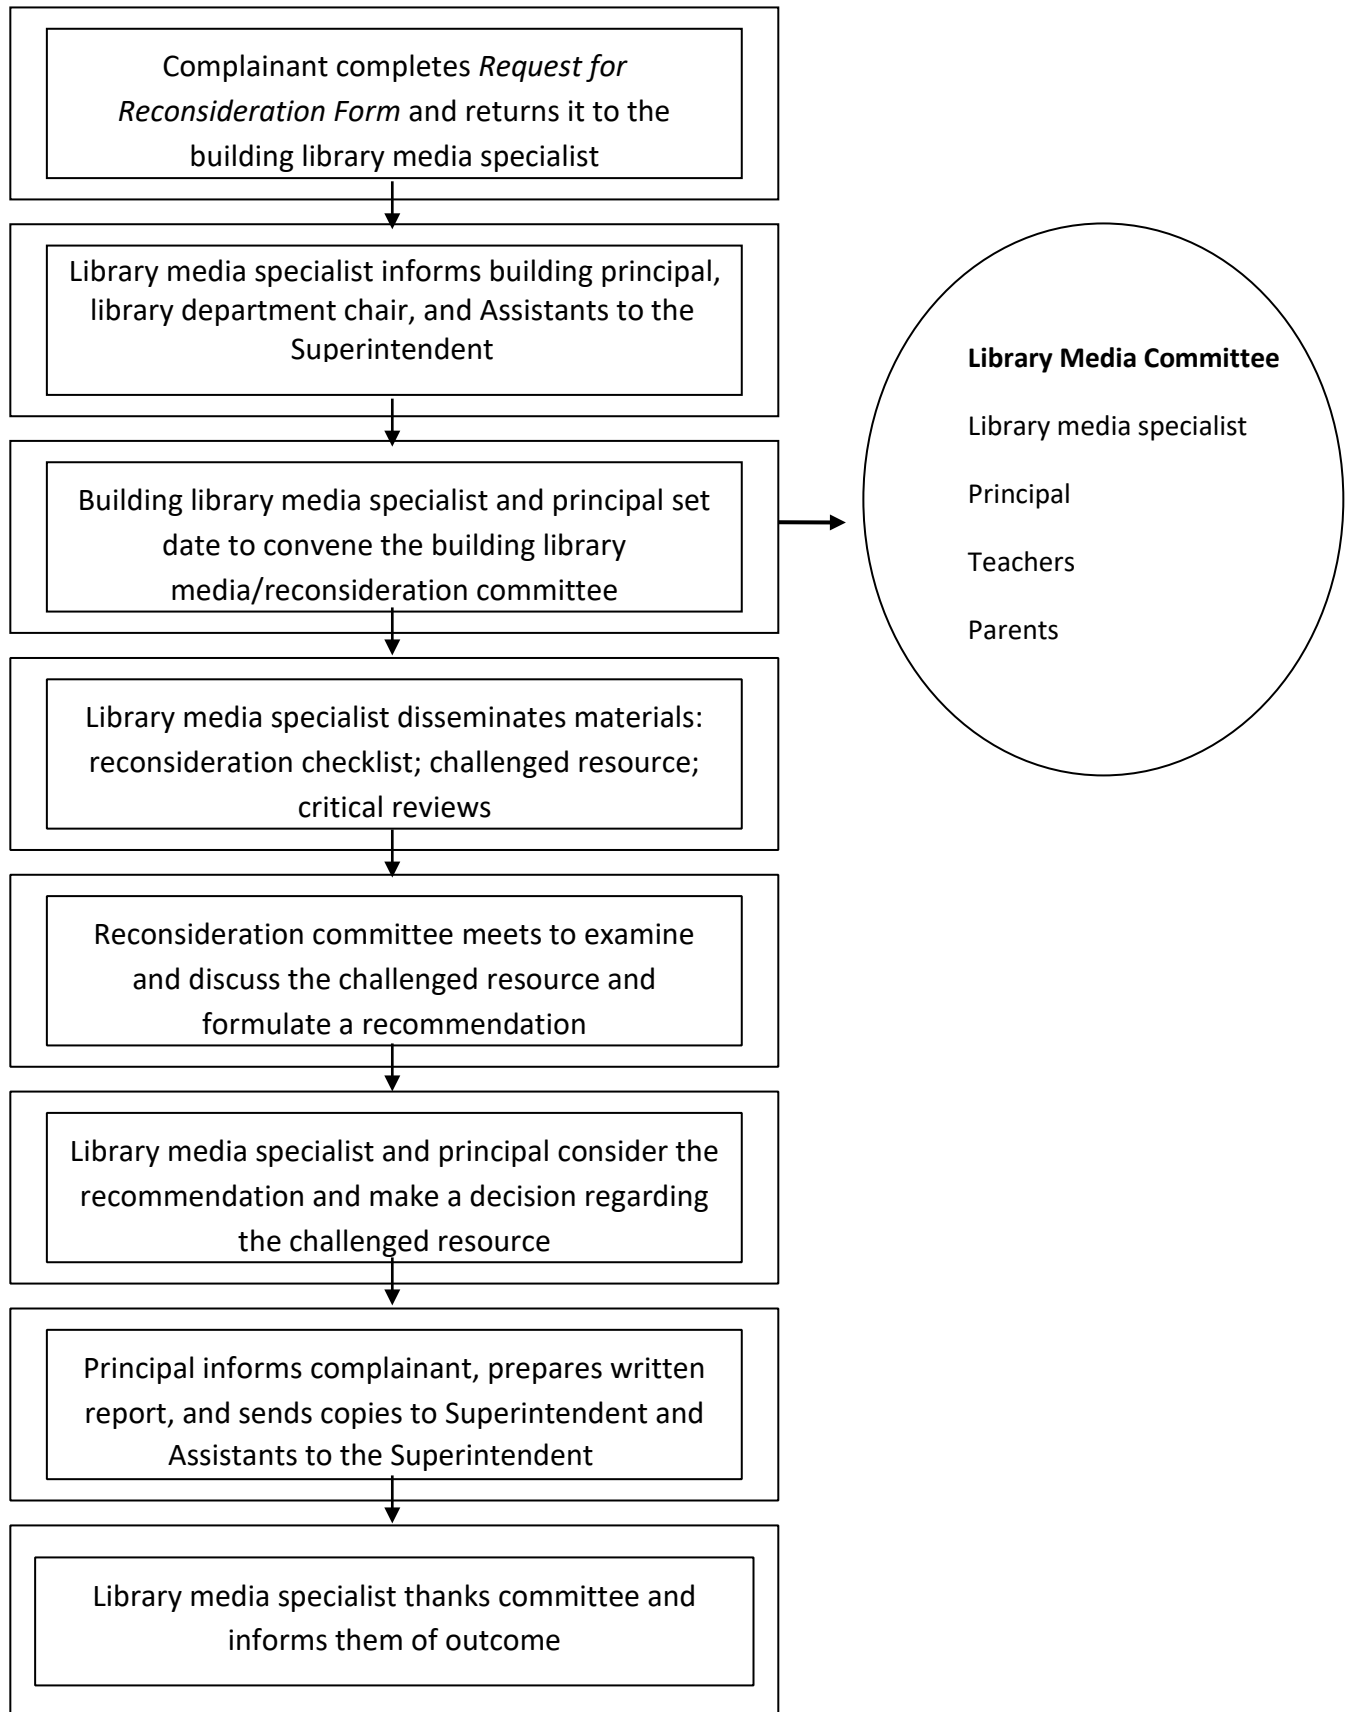 Complainant completes Request for
Reconsideration Form and returns it to the
building library media specialist
Library media specialist informs building principal,
library department chair, and Assistants to the
Superintendent
Building library media specialist and principal set
date to convene the building library
media/reconsideration committee
Library Media Committee
Library media specialist
Principal
Teachers
Parents
Library media specialist disseminates materials:
reconsideration checklist; challenged resource;
critical reviews
Reconsideration committee meets to examine
and discuss the challenged resource and
formulate a recommendation
Library media specialist and principal consider the
recommendation and make a decision regarding
the challenged resource
Principal informs complainant, prepares written
report, and sends copies to Superintendent and
Assistants to the Superintendent
Library media specialist thanks committee and
informs them of outcome